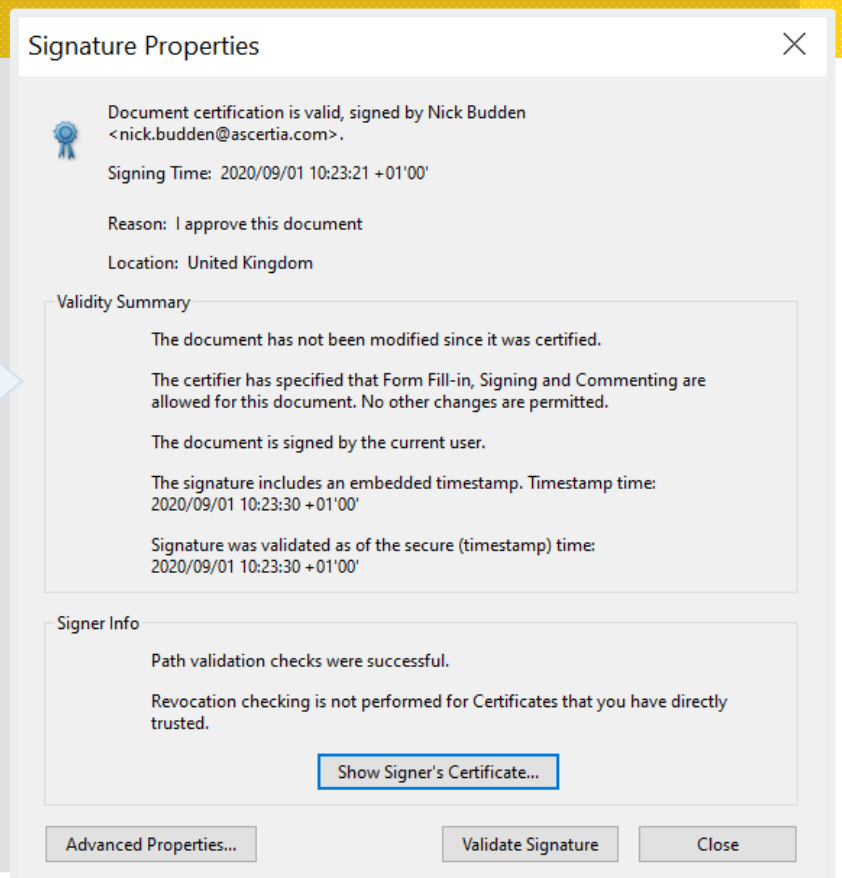 Signature Properties
Document certification is valid, signed by Nick Budden
<nick.budden@ascertia.com>.
Signing Time:  2020/09/01 10:23:21 +01'00'
Reason:  I approve this document
Location:  United Kingdom
Validity Summary
The document has not been modified since it was certified.
The certifier has specified that Form Fill-in, Signing and Commenting are
allowed for this document. No other changes are permitted.
The document is signed by the current user.
The signature includes an embedded timestamp. Timestamp time:
2020/09/01 10:23:30 +01'00'
Signature was validated as of the secure (timestamp) time:
2020/09/01 10:23:30 +01'00'
Signer Info
Path validation checks were successful.
Revocation checking is not performed for Certificates that you have directly
trusted.
Show Signer's Certificate...
Advanced Properties...
Validate Signature
Close